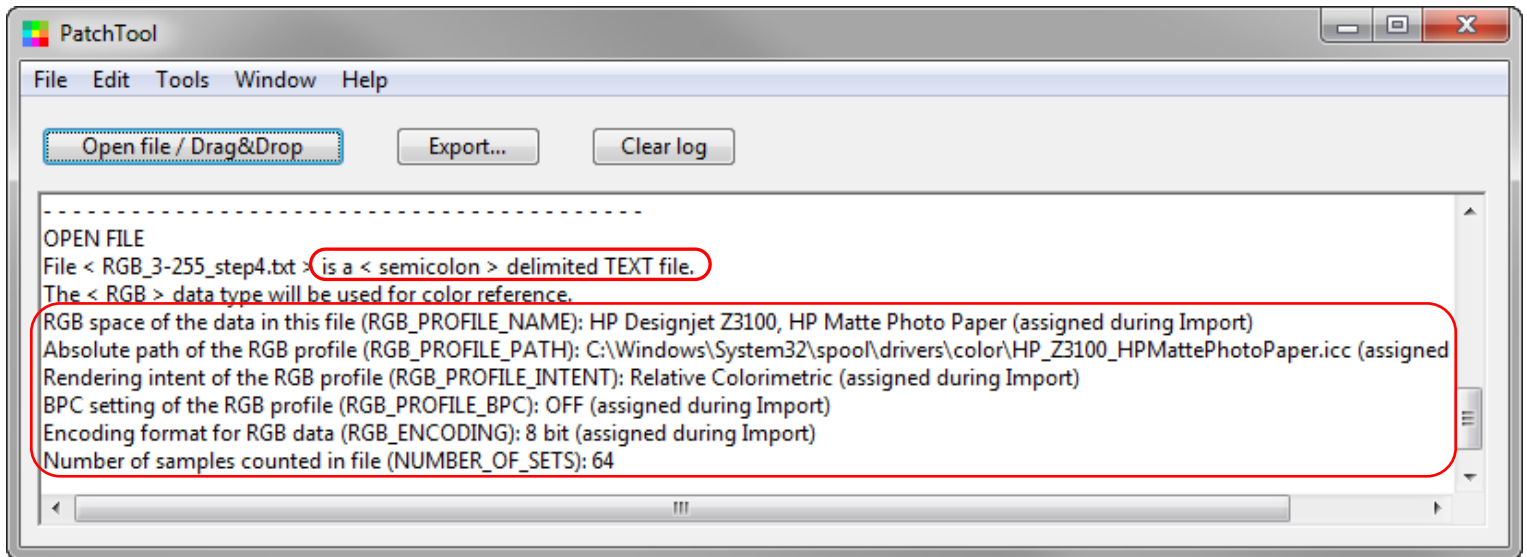 PatchTool
File Edit Tools Window Help
Open file / Drag&Drop Export... Clear log
- - - - - - - - - - - - - - - - - - - - - - - - - - - - - - - - - - - - - - - - -
OPEN FILE
File < RGB_3-255_step4.txt > is a < semicolon > delimited TEXT file.
The < RGB > data type will be used for color reference.
RGB space of the data in this file (RGB_PROFILE_NAME): HP Designjet Z3100, HP Matte Photo Paper (assigned during Import)
Absolute path of the RGB profile (RGB_PROFILE_PATH): C:\Windows\System32\spool\drivers\color\HP_Z3100_HPMattePhotoPaper.icc (assigned
Rendering intent of the RGB profile (RGB_PROFILE_INTENT): Relative Colorimetric (assigned during Import)
BPC setting of the RGB profile (RGB_PROFILE_BPC): OFF (assigned during Import)
Encoding format for RGB data (RGB_ENCODING): 8 bit (assigned during Import)
Number of samples counted in file (NUMBER_OF_SETS): 64